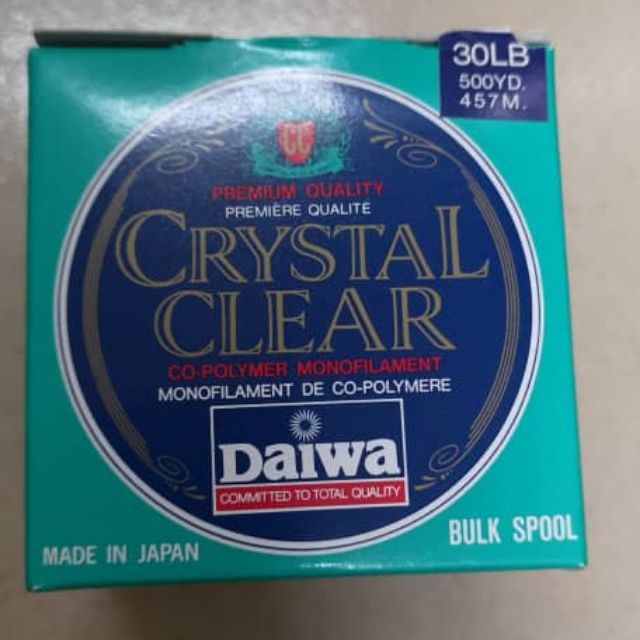 30LB
500YD.
457M.
CC
PREMIUM QUALITY
PREMIÈRE QUALITÉ
CRYSTAL
CLEAR
CO-POLYMER MONOFILAMENT
MONOFILAMENT DE CO-POLYMERE
Daiwa
COMMITTED TO TOTAL QUALITY
MADE IN JAPAN
BULK SPOOL